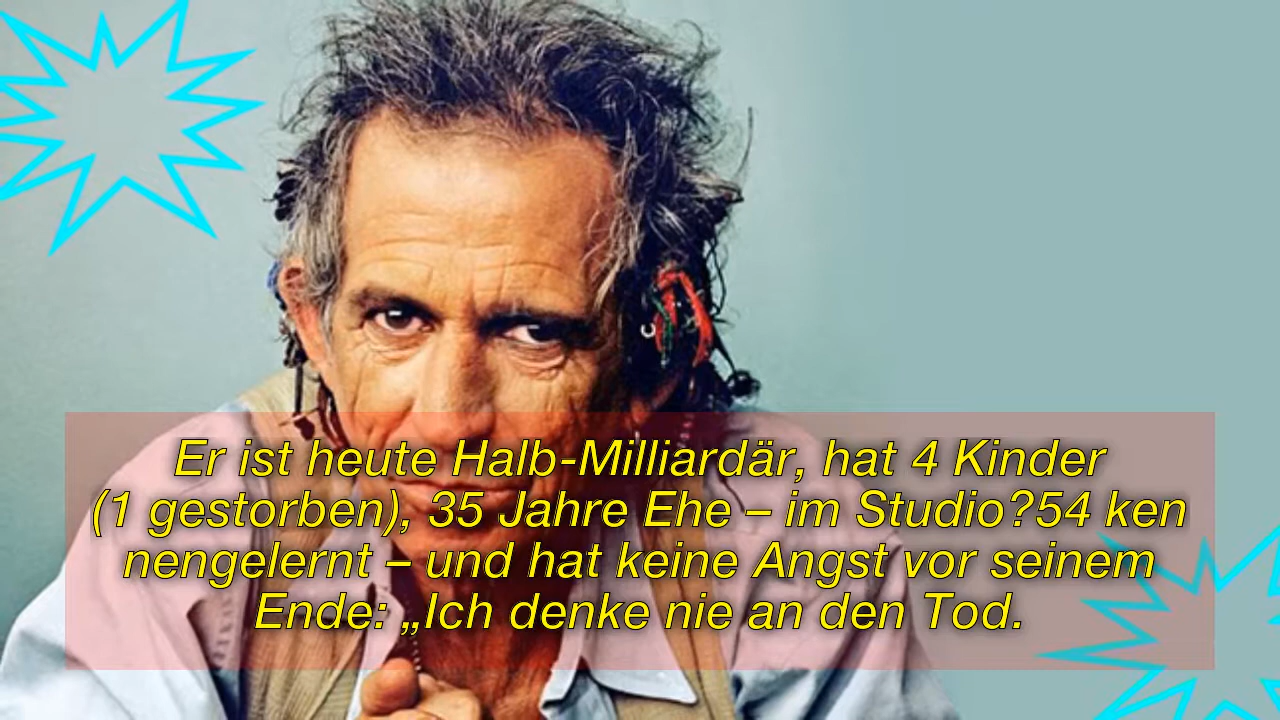 Er ist heute Halb-Milliardär, hat 4 Kinder
(1 gestorben), 35 Jahre Ehe – im Studio?54 ken
nengelernt – und hat keine Angst vor seinem
Ende: „Ich denke nie an den Tod.